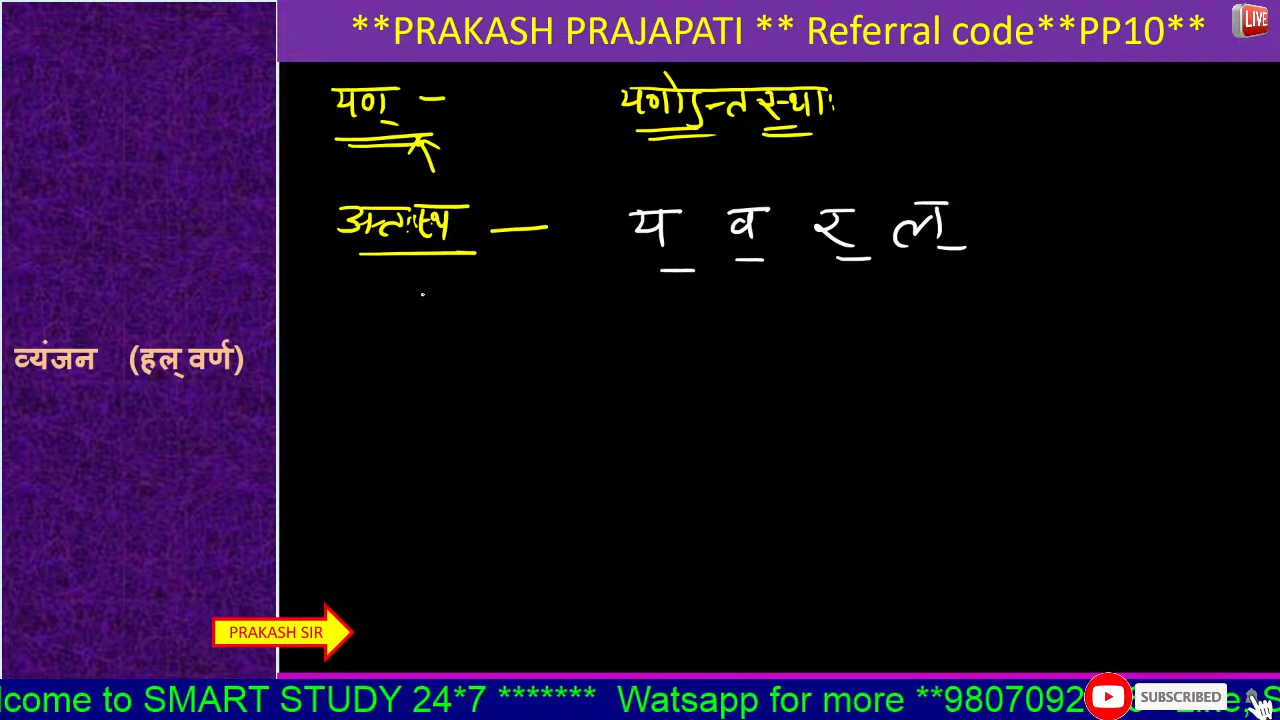 **PRAKASH PRAJAPATI ** Referral code**PP10**
LIVE
यण् - यणोऽन्तस्थाः
अन्तःस्थ — य व र ल्
व्यंजन (हल् वर्ण)
PRAKASH SIR
lcome to SMART STUDY 24*7 ******* Watsapp for more **9807092
SUBSCRIBED